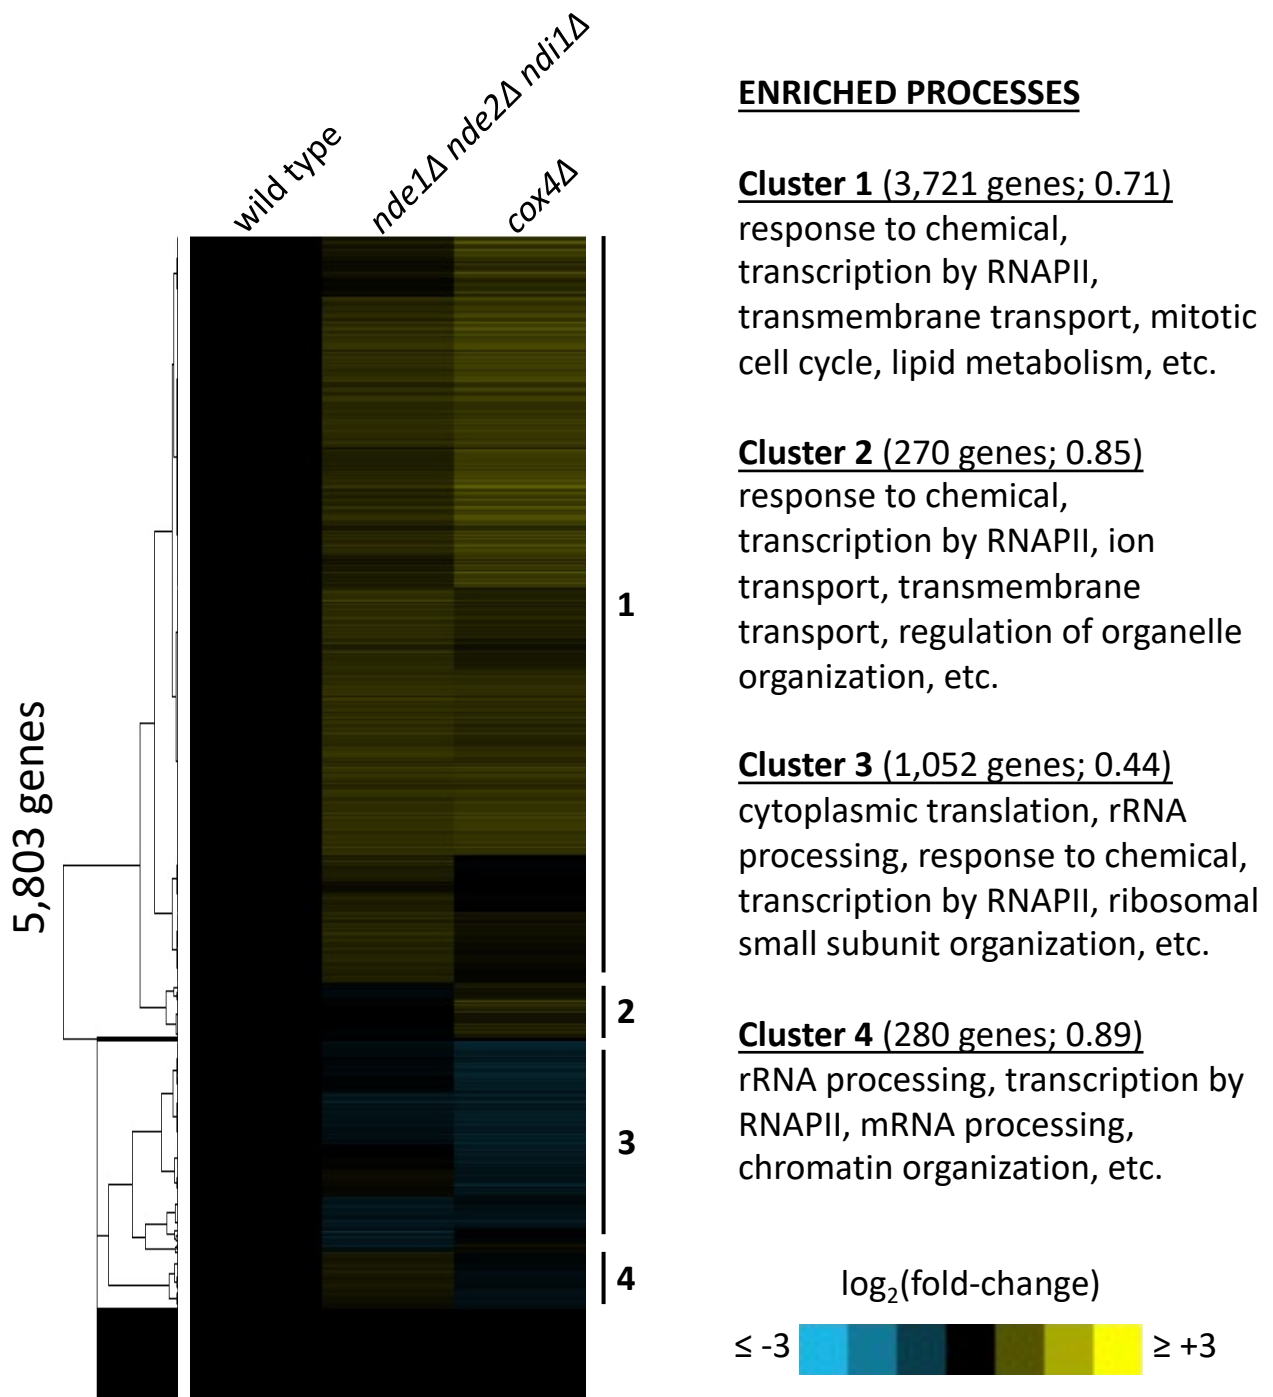 wild type
nde1Δ nde2Δ ndi1Δ
cox4Δ
5,803 genes
1
2
3
4
ENRICHED PROCESSES
Cluster 1 (3,721 genes; 0.71)
response to chemical,
transcription by RNAPII,
transmembrane transport, mitotic
cell cycle, lipid metabolism, etc.
Cluster 2 (270 genes; 0.85)
response to chemical,
transcription by RNAPII, ion
transport, transmembrane
transport, regulation of organelle
organization, etc.
Cluster 3 (1,052 genes; 0.44)
cytoplasmic translation, rRNA
processing, response to chemical,
transcription by RNAPII, ribosomal
small subunit organization, etc.
Cluster 4 (280 genes; 0.89)
rRNA processing, transcription by
RNAPII, mRNA processing,
chromatin organization, etc.
log₂(fold-change)
≤ -3 ≥ +3